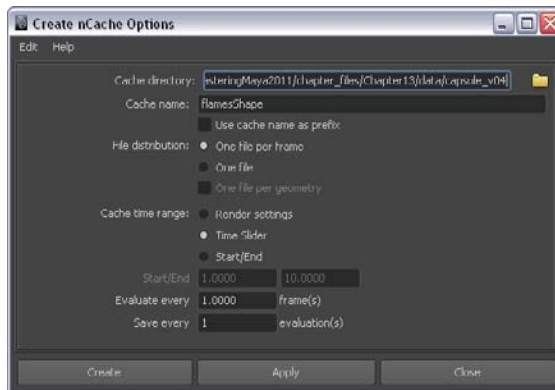 Create nCache Options
Edit Help
Cache directory: asteringMaya2011/chapter_files/Chapter13/data/capsule_v04
Cache name: flamesShape
Use cache name as prefix
File distribution: One file per frame
One file
One file per geometry
Cache time range: Render settings
Time Slider
Start/End
Start/End 1.0000 10.0000
Evaluate every 1.0000 frame(s)
Save every 1 evaluation(s)
Create Apply Close